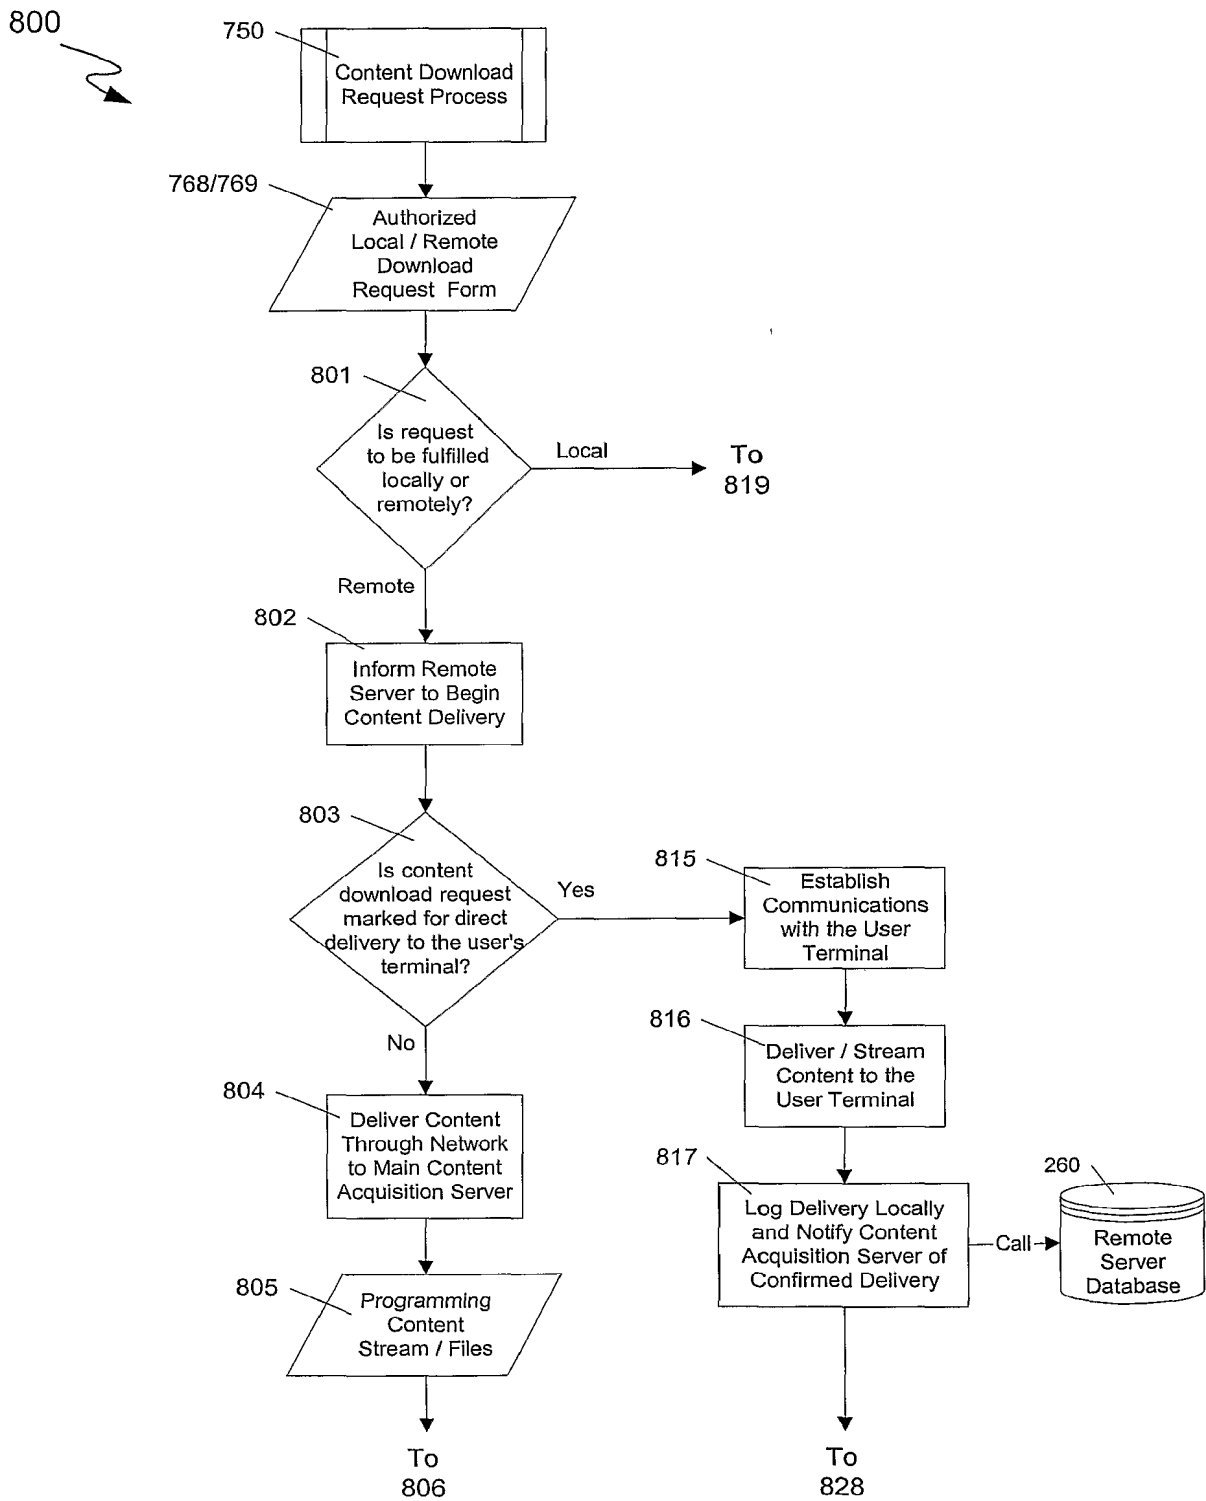 800
750
Content Download
Request Process
768/769
Authorized
Local / Remote
Download
Request Form
801
Is request
to be fulfilled
locally or
remotely?
Local
To
819
Remote
802
Inform Remote
Server to Begin
Content Delivery
803
Is content
download request
marked for direct
delivery to the user's
terminal?
Yes
815
Establish
Communications
with the User
Terminal
No
816
Deliver / Stream
Content to the
User Terminal
804
Deliver Content
Through Network
to Main Content
Acquisition Server
817
Log Delivery Locally
and Notify Content
Acquisition Server of
Confirmed Delivery
Call
260
Remote
Server
Database
805
Programming
Content
Stream / Files
To
806
To
828